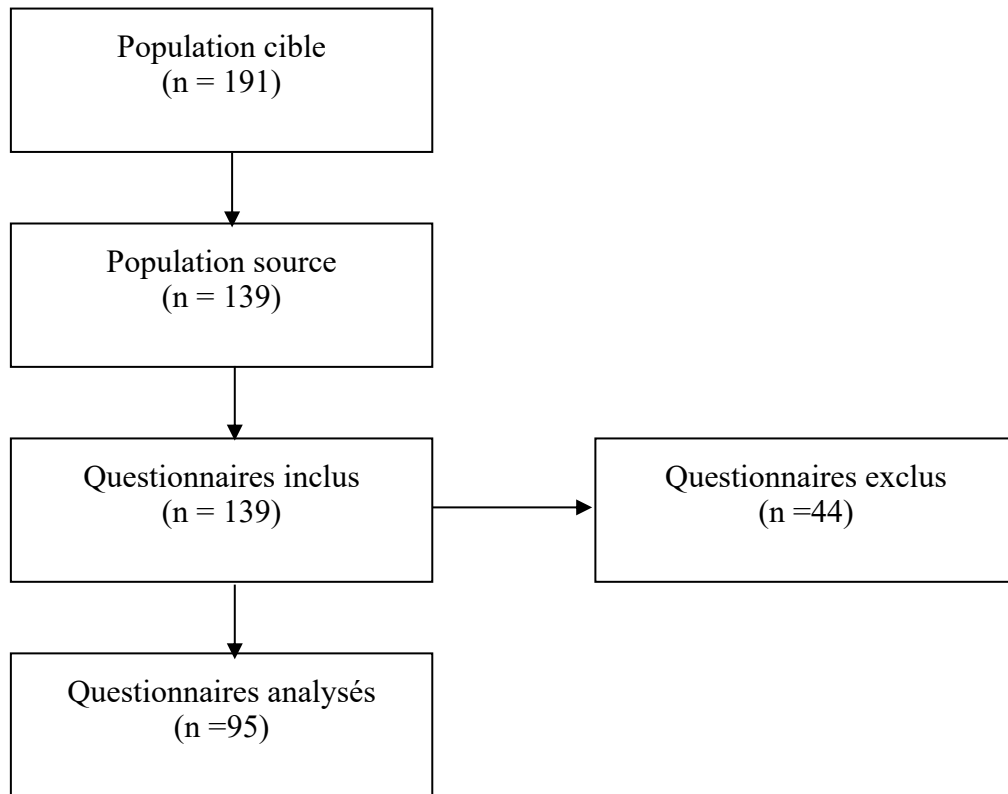 Population cible
(n = 191)
Population source
(n = 139)
Questionnaires inclus
(n = 139)
Questionnaires exclus
(n =44)
Questionnaires analysés
(n =95)